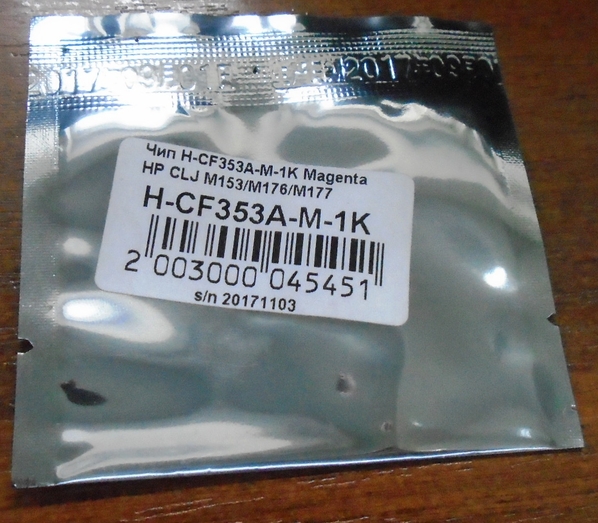 Чип H-CF353A-M-1K Magenta
HP CLJ M153/M176/M177
H-CF353A-M-1K
2 003000 045451
s/n 20171103